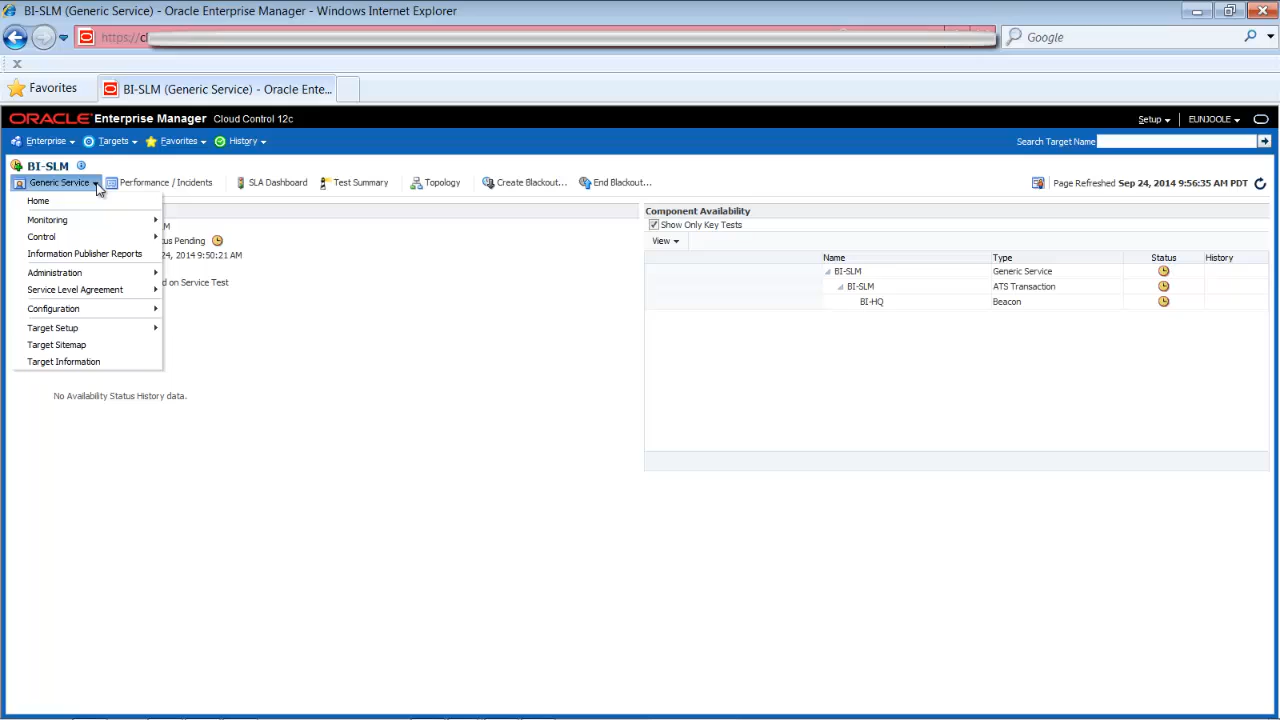 BI-SLM (Generic Service) - Oracle Enterprise Manager - Windows Internet Explorer
https://cl
Google
X
Favorites
BI-SLM (Generic Service) - Oracle Ente...
ORACLE Enterprise Manager Cloud Control 12c
Setup EUNJOOLE
Enterprise Targets Favorites History Search Target Name
BI-SLM
Generic Service Performance / Incidents SLA Dashboard Test Summary Topology Create Blackout... End Blackout... Page Refreshed Sep 24, 2014 9:56:35 AM PDT
Home
Monitoring
Control
Information Publisher Reports
Administration
Service Level Agreement
Configuration
Target Setup
Target Sitemap
Target Information
M
us Pending
24, 2014 9:50:21 AM
d on Service Test
No Availability Status History data.
Component Availability
Show Only Key Tests
View
Name Type Status History
BI-SLM Generic Service
BI-SLM ATS Transaction
BI-HQ Beacon